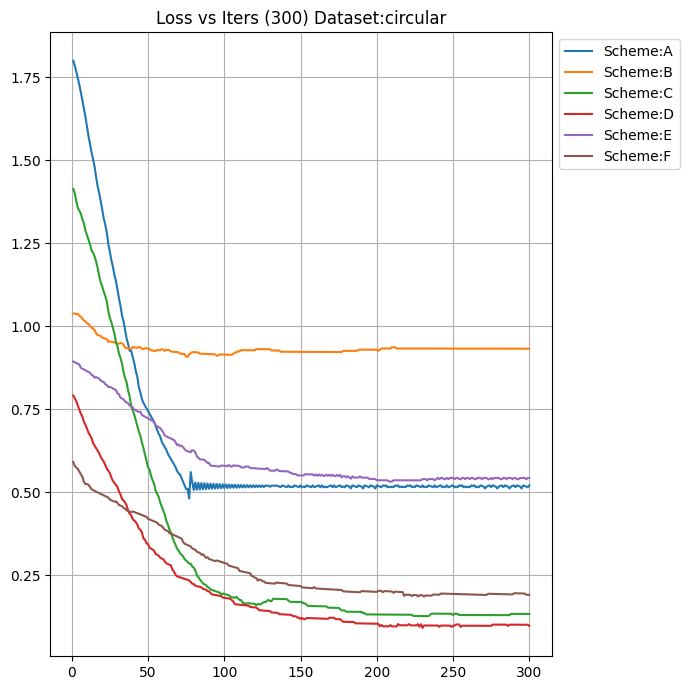 Loss vs Iters (300) Dataset:circular
Scheme:A
Scheme:B
Scheme:C
Scheme:D
Scheme:E
Scheme:F
1.75
1.50
1.25
1.00
0.75
0.50
0.25
0 50 100 150 200 250 300